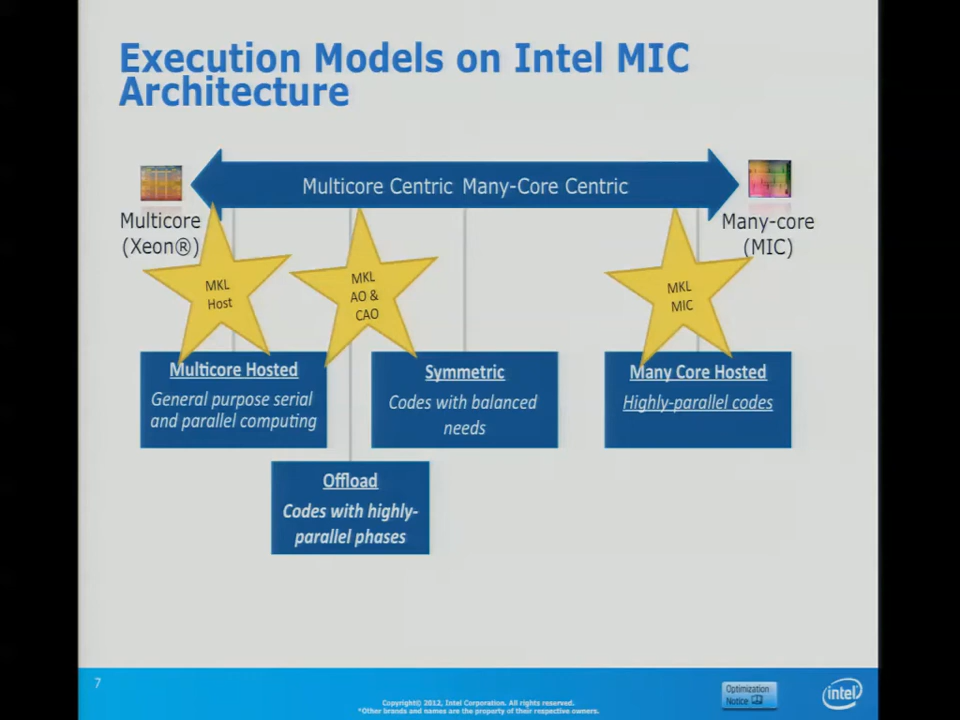 Execution Models on Intel MIC
Architecture
Multicore Centric Many-Core Centric
Multicore
(Xeon®)
Many-core
(MIC)
MKL
Host
MKL
AO &
CAO
MKL
MIC
Multicore Hosted
General purpose serial
and parallel computing
Symmetric
Codes with balanced
needs
Many Core Hosted
Highly-parallel codes
Offload
Codes with highly-
parallel phases
7
Copyright© 2012, Intel Corporation. All rights reserved.
*Other brands and names are the property of their respective owners.
Optimization
Notice
intel